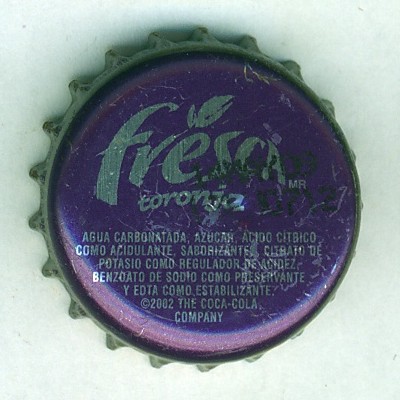 fresca
toronja
MR
AGUA CARBONATADA, AZUCAR, ACIDO CITRICO
COMO ACIDULANTE, SABORIZANTES, CITRATO DE
POTASIO COMO REGULADOR DE ACIDEZ,
BENZOATO DE SODIO COMO PRESERVANTE
Y EDTA COMO ESTABILIZANTE.
©2002 THE COCA-COLA
COMPANY